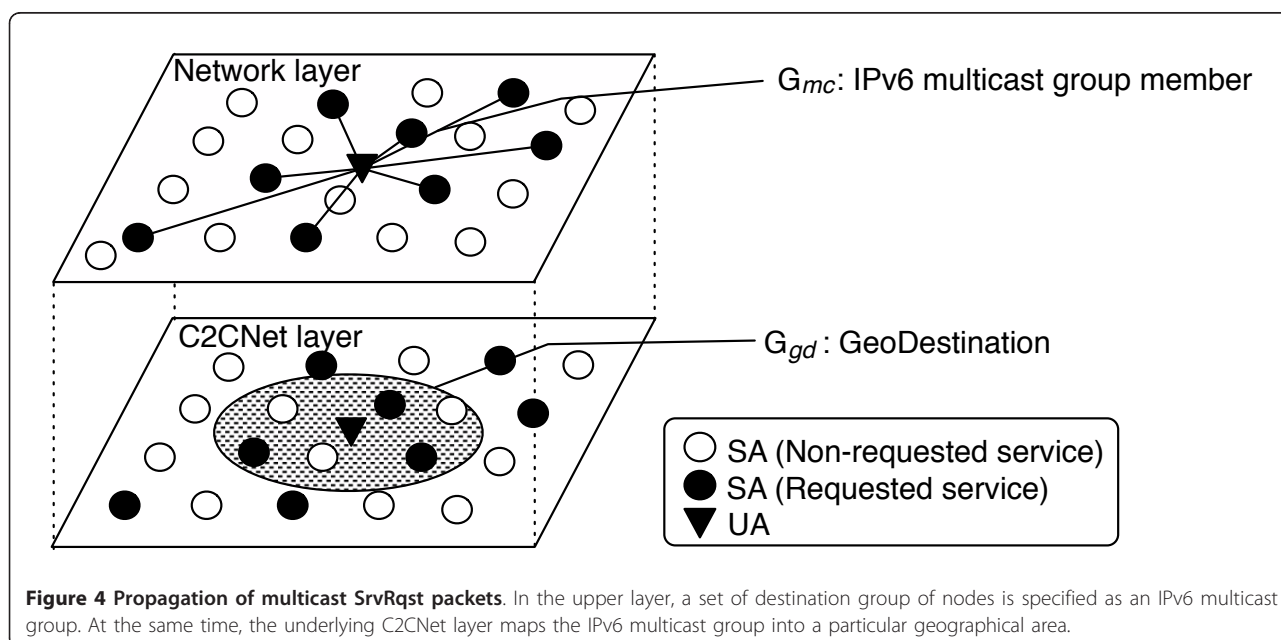 Network layer
G_mc: IPv6 multicast group member
C2CNet layer
G_gd : GeoDestination
SA (Non-requested service)
SA (Requested service)
UA
Figure 4 Propagation of multicast SrvRqst packets. In the upper layer, a set of destination group of nodes is specified as an IPv6 multicast
group. At the same time, the underlying C2CNet layer maps the IPv6 multicast group into a particular geographical area.